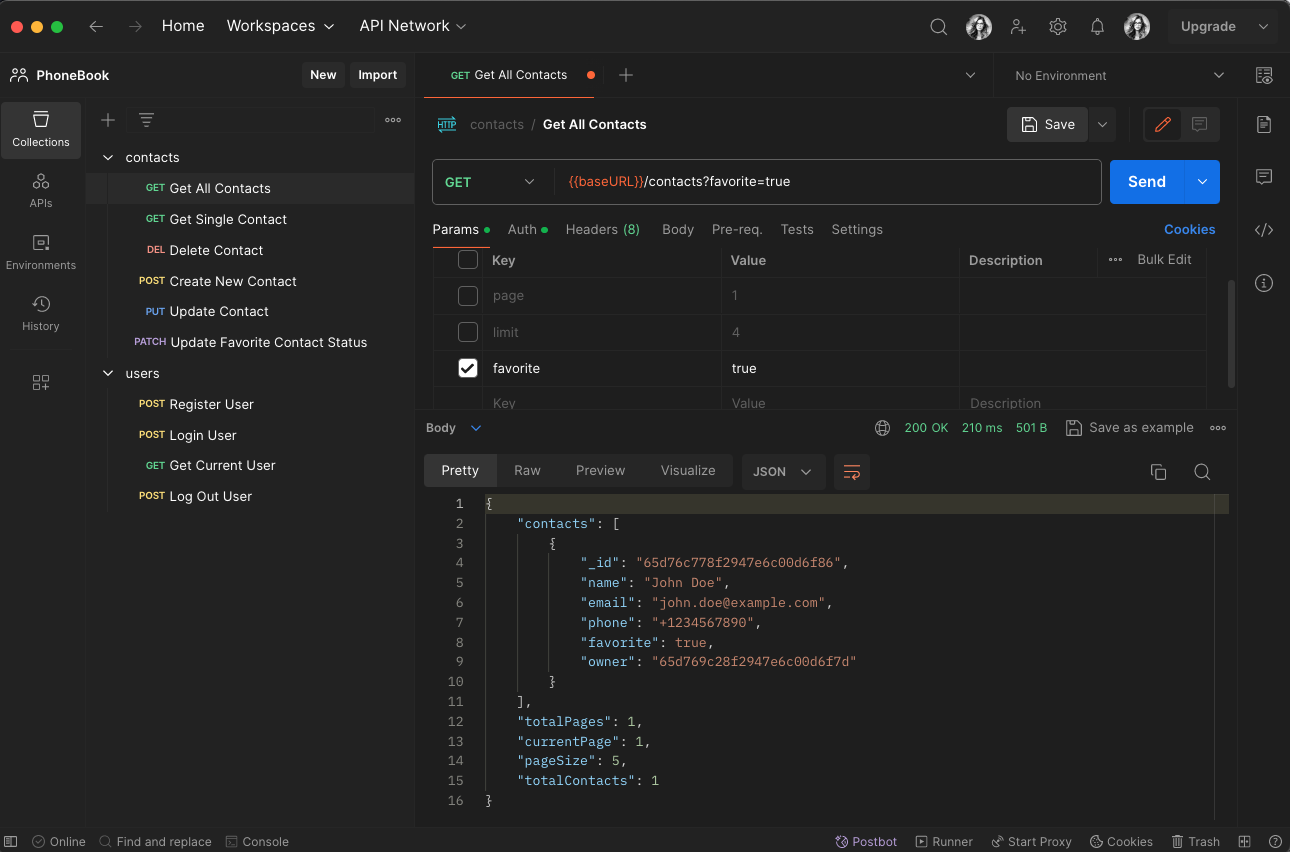 Home Workspaces API Network Upgrade
PhoneBook New Import
GET Get All Contacts No Environment
Collections
APIs
Environments
History
contacts
GET Get All Contacts
GET Get Single Contact
DEL Delete Contact
POST Create New Contact
PUT Update Contact
PATCH Update Favorite Contact Status
users
POST Register User
POST Login User
GET Get Current User
POST Log Out User
HTTP contacts / Get All Contacts Save
GET {{baseURL}}/contacts?favorite=true Send
Params Auth Headers (8) Body Pre-req. Tests Settings Cookies
Key Value Description Bulk Edit
page 1
limit 4
favorite true
Key Value Description
Body 200 OK 210 ms 501 B Save as example
Pretty Raw Preview Visualize JSON
1 {
2 "contacts": [
3 {
4 "_id": "65d76c778f2947e6c00d6f86",
5 "name": "John Doe",
6 "email": "john.doe@example.com",
7 "phone": "+1234567890",
8 "favorite": true,
9 "owner": "65d769c28f2947e6c00d6f7d"
10 }
11 ],
12 "totalPages": 1,
13 "currentPage": 1,
14 "pageSize": 5,
15 "totalContacts": 1
16 }
Online Find and replace Console Postbot Runner Start Proxy Cookies Trash